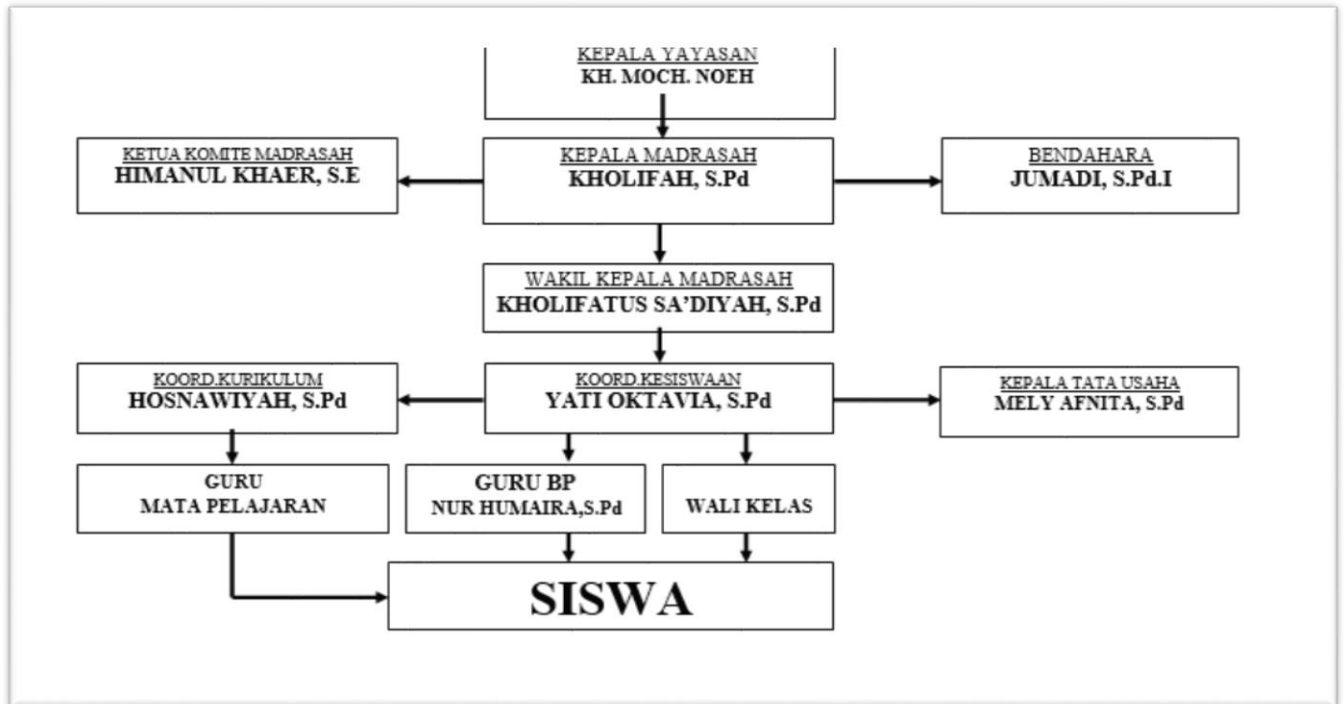 KEPALA YAYASAN
KH. MOCH. NOEH
KETUA KOMITE MADRASAH
HIMANUL KHAER, S.E
KEPALA MADRASAH
KHOLIFAH, S.Pd
BENDAHARA
JUMADI, S.Pd.I
WAKIL KEPALA MADRASAH
KHOLIFATUS SA’DIYAH, S.Pd
KOORD.KURIKULUM
HOSNAWIYAH, S.Pd
KOORD.KESISWAAN
YATI OKTAVIA, S.Pd
KEPALA TATA USAHA
MELY AFNITA, S.Pd
GURU
MATA PELAJARAN
GURU BP
NUR HUMAIRA,S.Pd
WALI KELAS
SISWA